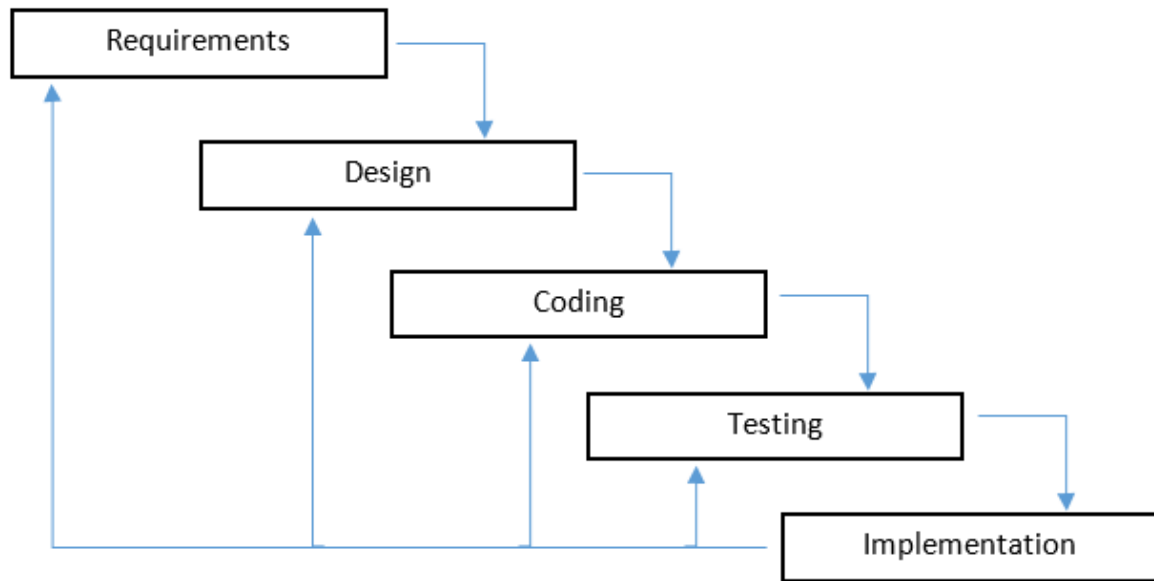 Requirements
Design
Coding
Testing
Implementation